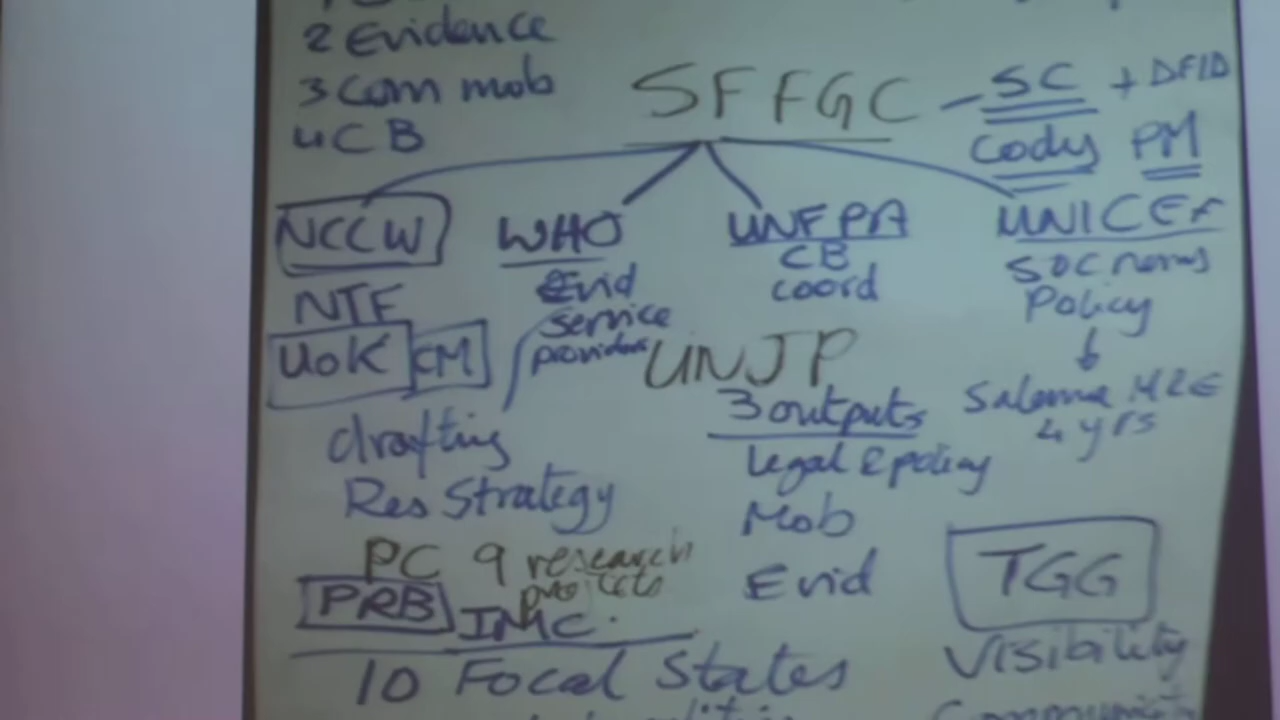 2 Evidence
3 Com mob
4 CB
SFFGC - SC + DFID
Cody PM
NCCW WHO UNFPA UNICEF
CB
Soc norms
NTF Evid coord Policy
service
providers
UoK CM UNJP
3 outputs
Saleema M&E
4 yrs
drafting
Legal & policy
Res Strategy
Mob
PC 9 research
projects
Evid
TGG
PRB IMC.
Visibility
10 Focal States